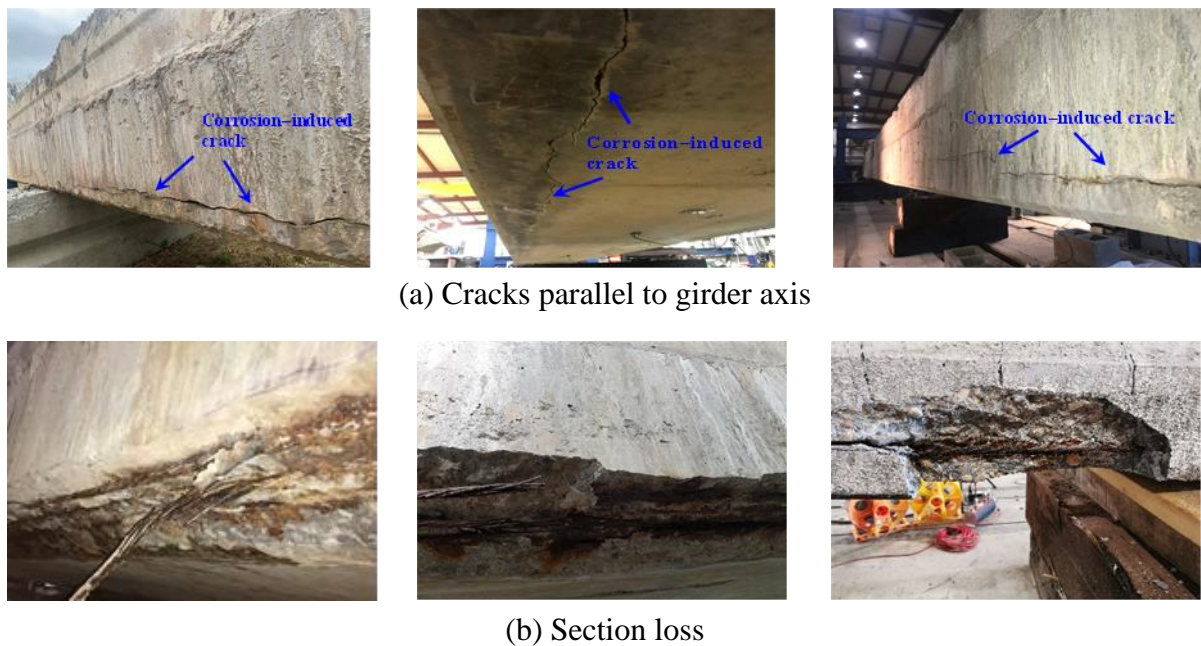 Corrosion–induced
crack
Corrosion–induced
crack
Corrosion–induced crack
(a) Cracks parallel to girder axis
(b) Section loss